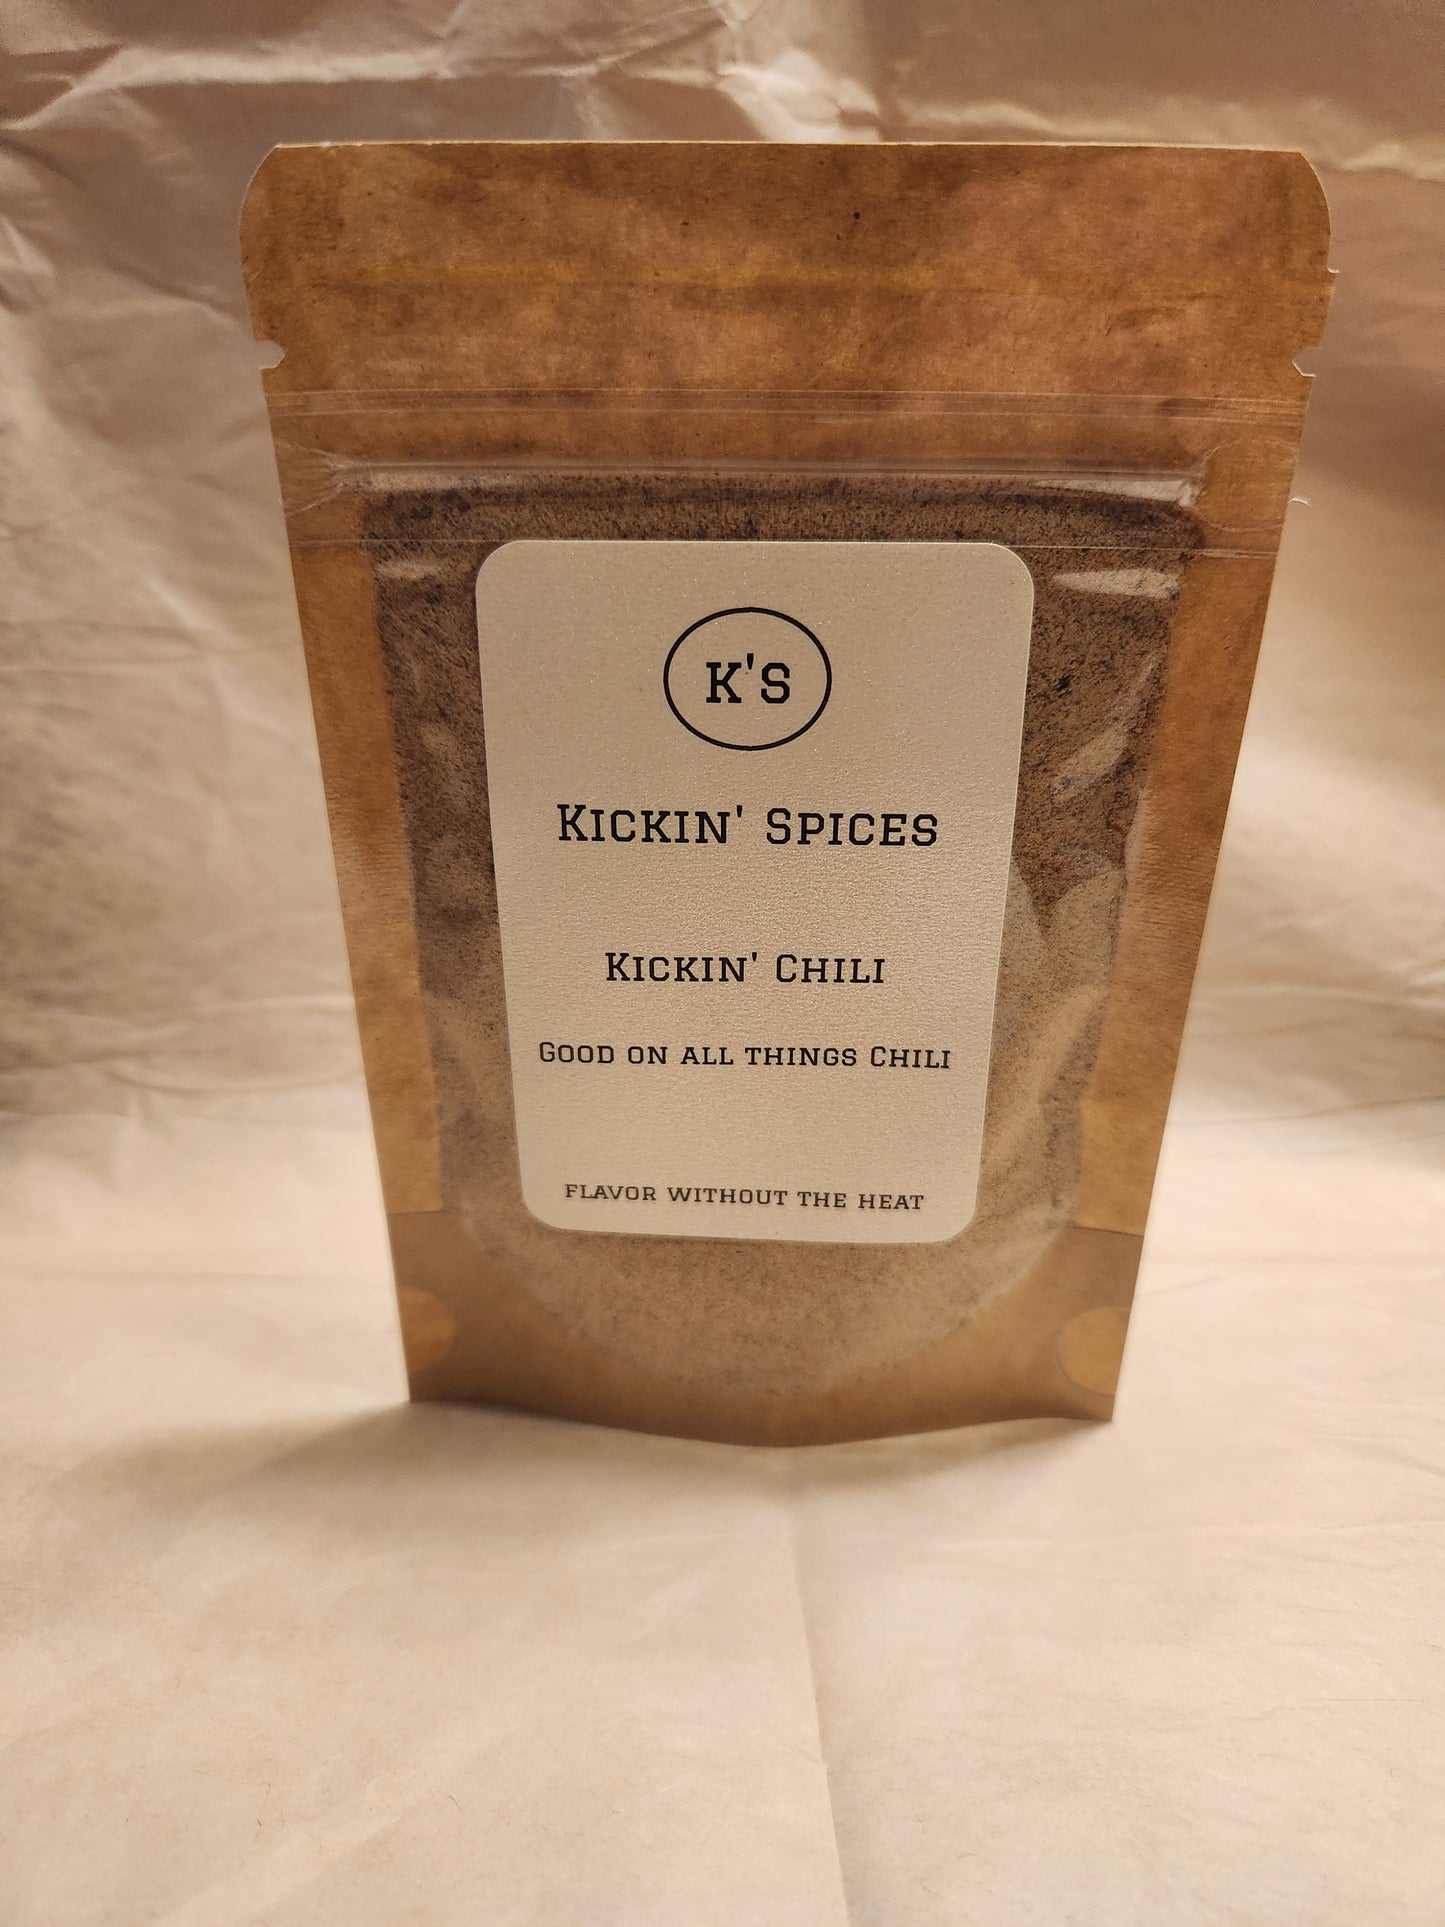 K's
Kickin' Spices
Kickin' Chili
Good on all things Chili
flavor without the heat